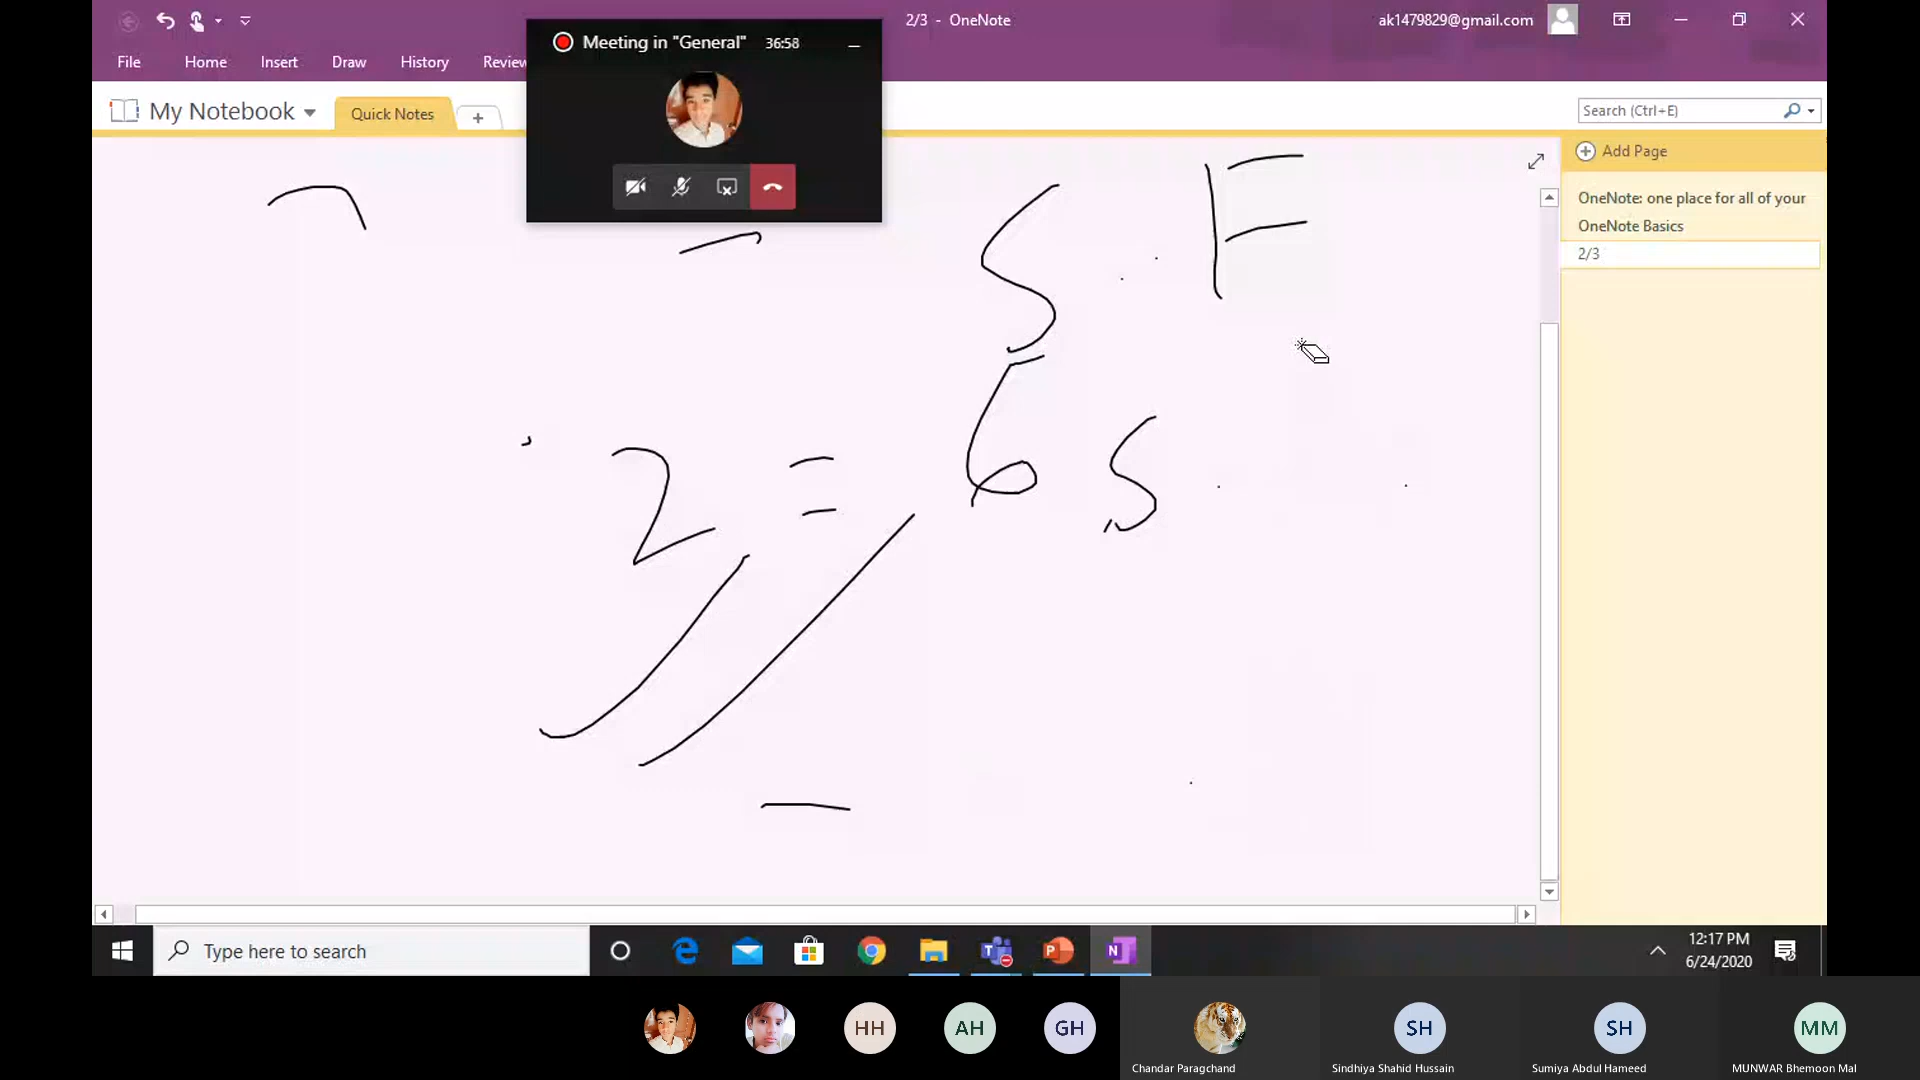 2/3 - OneNote
ak1479829@gmail.com
Meeting in "General" 36:58
File Home Insert Draw History Review
My Notebook
Quick Notes
Search (Ctrl+E)
Add Page
OneNote: one place for all of your
OneNote Basics
2/3
S F
2 = 6 S
Type here to search
12:17 PM
6/24/2020
HH AH GH SH SH MM
Chandar Paragchand Sindhiya Shahid Hussain Sumiya Abdul Hameed MUNWAR Bhemoon Mal